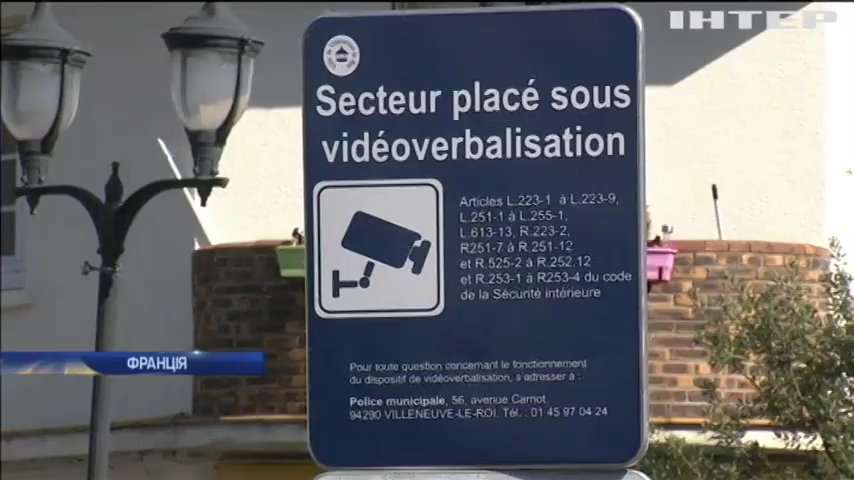 ІНТЕР
Secteur placé sous
vidéoverbalisation
Articles L.223-1 à L.223-9,
L.251-1 à L.255-1,
L.613-13, R.223-2,
R251-7 à R.251-12
et R.525-2 à R.252.12
et R.253-1 à R253-4 du code
de la Sécurité intérieure
ФРАНЦІЯ
Pour toute question concernant le fonctionnement
du dispositif de vidéoverbalisation, s'adresser à :
Police municipale, 56, avenue Carnot,
94290 VILLENEUVE-LE-ROI. Tél. : 01 45 97 04 24